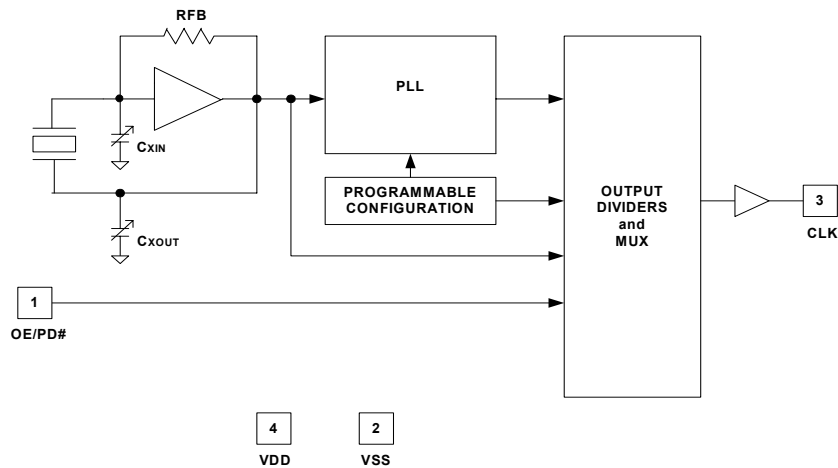 RFB
PLL
CXIN
PROGRAMMABLE
CONFIGURATION
OUTPUT
DIVIDERS
and
MUX
3
CLK
CXOUT
1
OE/PD#
4
VDD
2
VSS